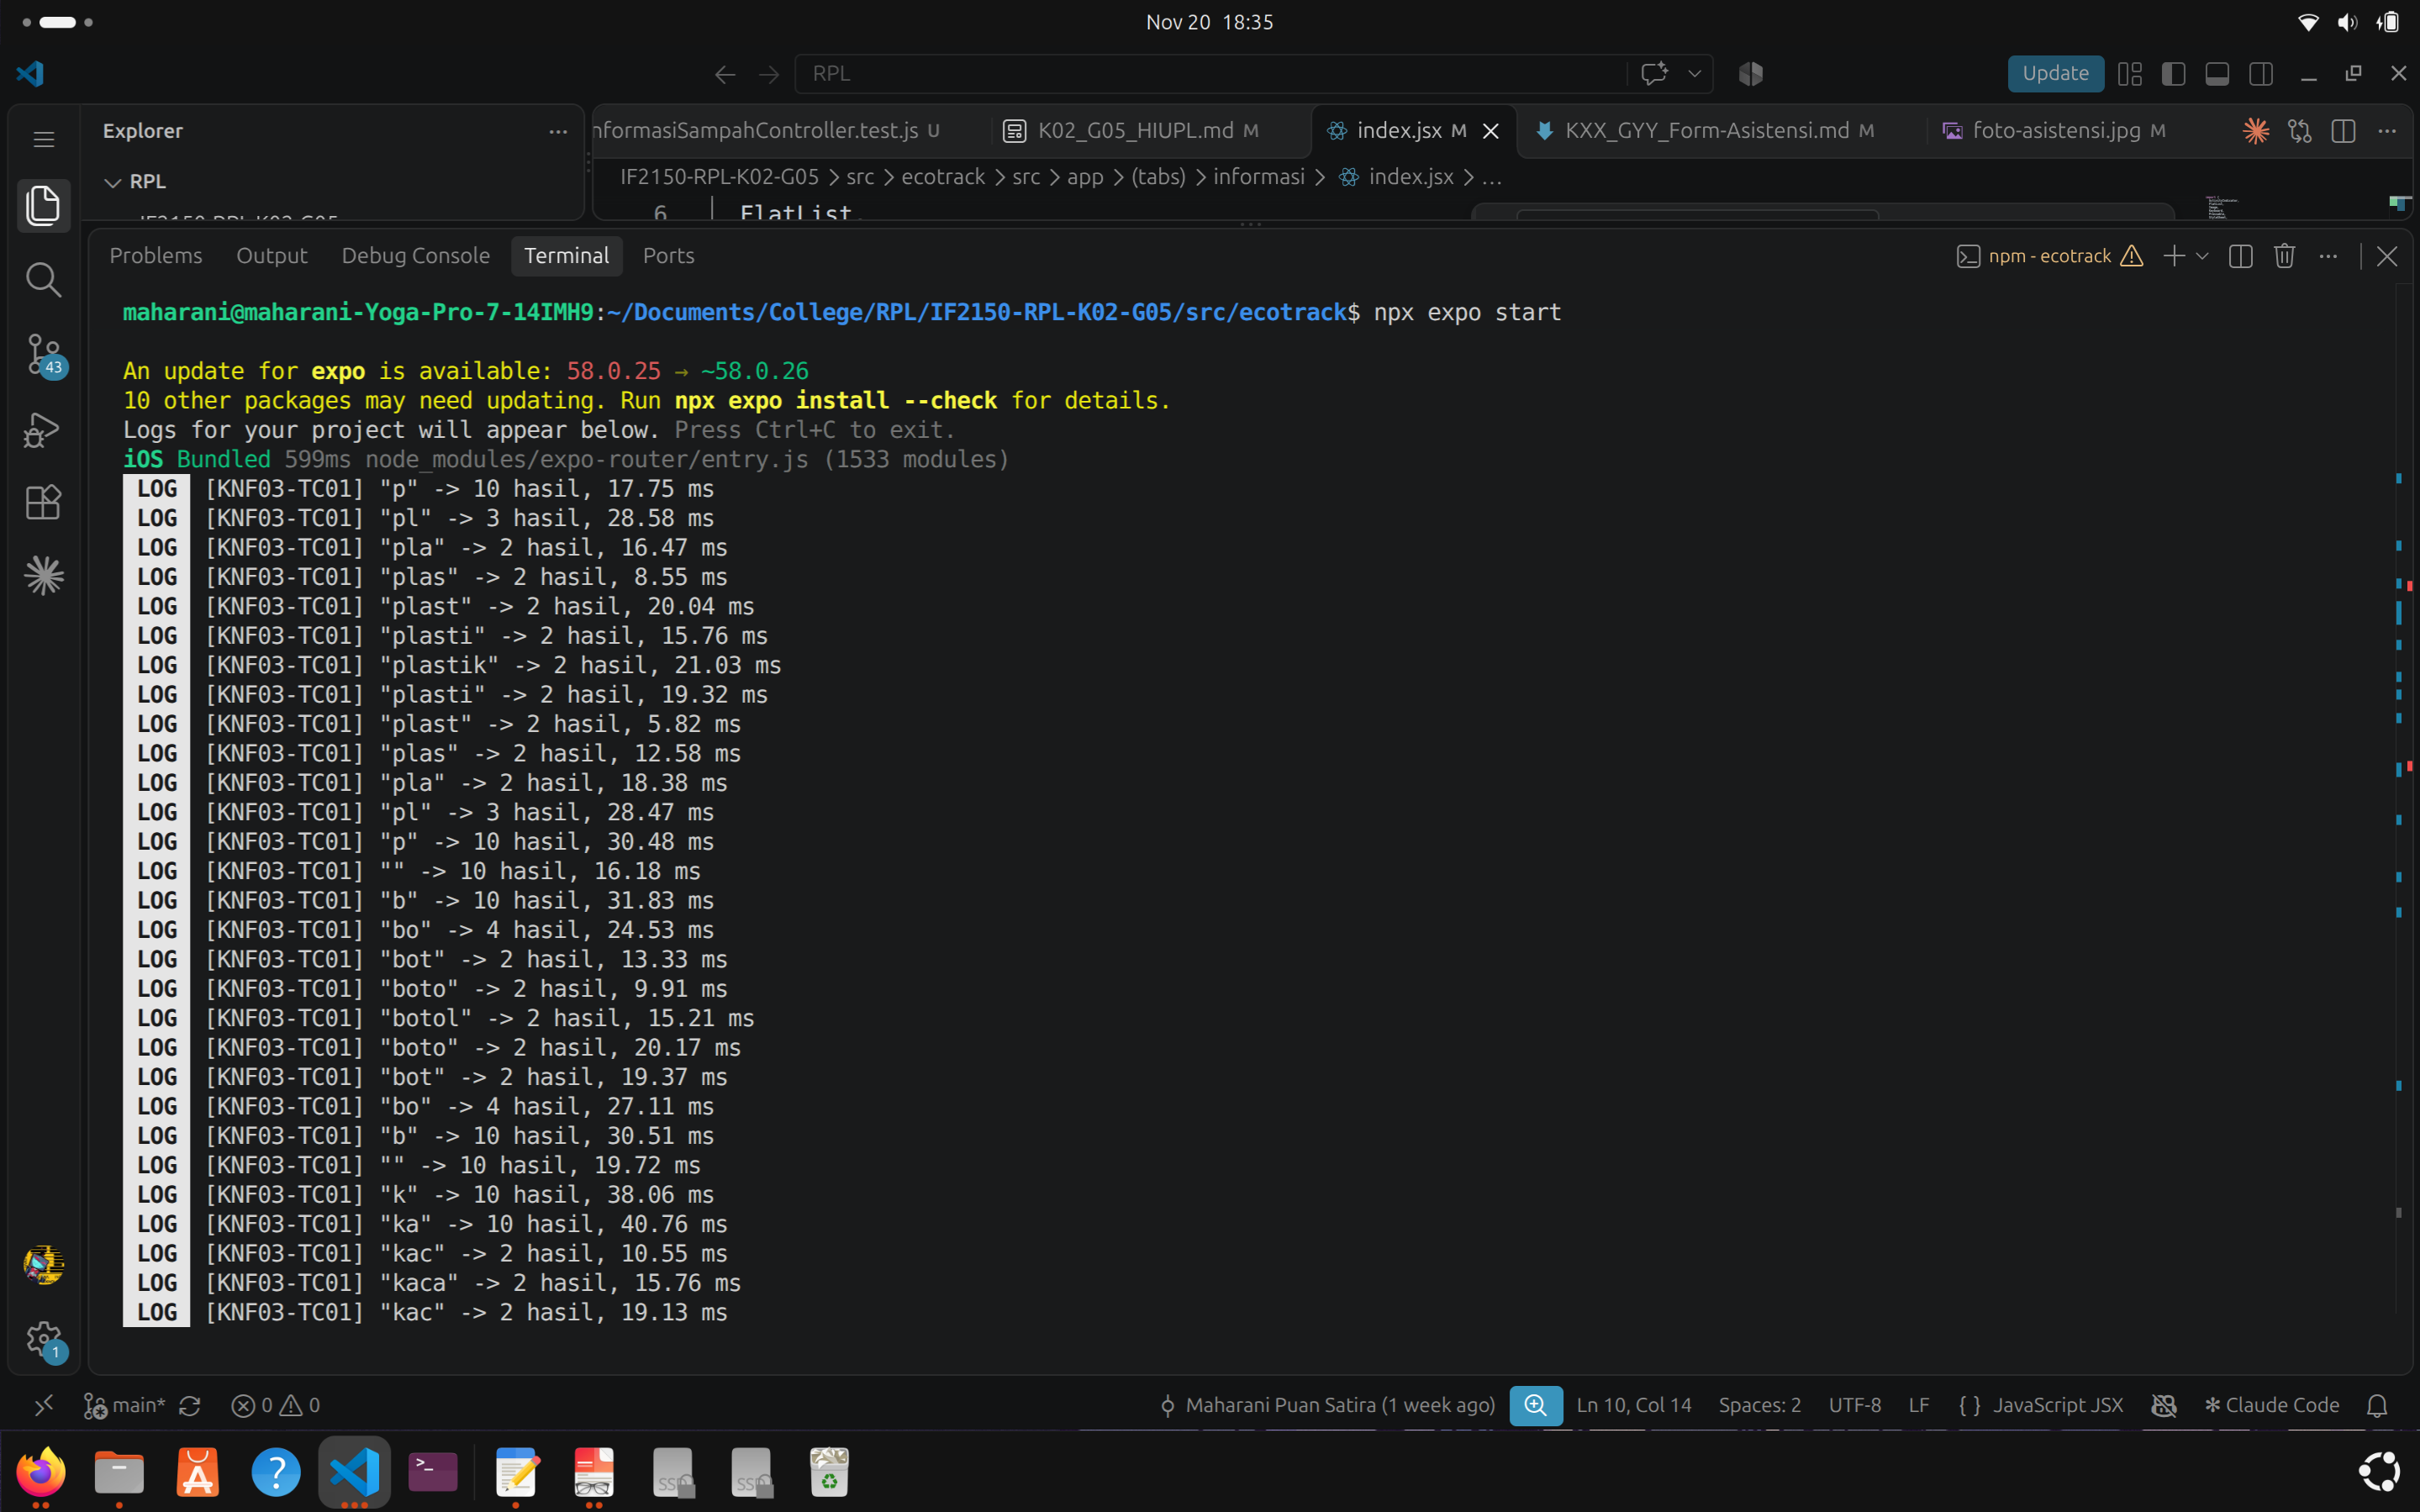 Nov 20 18:35
RPL
Update
Explorer
nformasiSampahController.test.js U
K02_G05_HIUPL.md M
index.jsx M
KXX_GYY_Form-Asistensi.md M
foto-asistensi.jpg M
RPL
IF2150-RPL-K02-G05 > src > ecotrack > src > app > (tabs) > informasi > index.jsx > ...
IF2150-RPL-K02-G05
6 FlatList,
Problems Output Debug Console Terminal Ports
npm - ecotrack
maharani@maharani-Yoga-Pro-7-14IMH9:~/Documents/College/RPL/IF2150-RPL-K02-G05/src/ecotrack$ npx expo start
An update for expo is available: 58.0.25 → ~58.0.26
10 other packages may need updating. Run npx expo install --check for details.
Logs for your project will appear below. Press Ctrl+C to exit.
iOS Bundled 599ms node_modules/expo-router/entry.js (1533 modules)
LOG [KNF03-TC01] "p" -> 10 hasil, 17.75 ms
LOG [KNF03-TC01] "pl" -> 3 hasil, 28.58 ms
LOG [KNF03-TC01] "pla" -> 2 hasil, 16.47 ms
LOG [KNF03-TC01] "plas" -> 2 hasil, 8.55 ms
LOG [KNF03-TC01] "plast" -> 2 hasil, 20.04 ms
LOG [KNF03-TC01] "plasti" -> 2 hasil, 15.76 ms
LOG [KNF03-TC01] "plastik" -> 2 hasil, 21.03 ms
LOG [KNF03-TC01] "plasti" -> 2 hasil, 19.32 ms
LOG [KNF03-TC01] "plast" -> 2 hasil, 5.82 ms
LOG [KNF03-TC01] "plas" -> 2 hasil, 12.58 ms
LOG [KNF03-TC01] "pla" -> 2 hasil, 18.38 ms
LOG [KNF03-TC01] "pl" -> 3 hasil, 28.47 ms
LOG [KNF03-TC01] "p" -> 10 hasil, 30.48 ms
LOG [KNF03-TC01] "" -> 10 hasil, 16.18 ms
LOG [KNF03-TC01] "b" -> 10 hasil, 31.83 ms
LOG [KNF03-TC01] "bo" -> 4 hasil, 24.53 ms
LOG [KNF03-TC01] "bot" -> 2 hasil, 13.33 ms
LOG [KNF03-TC01] "boto" -> 2 hasil, 9.91 ms
LOG [KNF03-TC01] "botol" -> 2 hasil, 15.21 ms
LOG [KNF03-TC01] "boto" -> 2 hasil, 20.17 ms
LOG [KNF03-TC01] "bot" -> 2 hasil, 19.37 ms
LOG [KNF03-TC01] "bo" -> 4 hasil, 27.11 ms
LOG [KNF03-TC01] "b" -> 10 hasil, 30.51 ms
LOG [KNF03-TC01] "" -> 10 hasil, 19.72 ms
LOG [KNF03-TC01] "k" -> 10 hasil, 38.06 ms
LOG [KNF03-TC01] "ka" -> 10 hasil, 40.76 ms
LOG [KNF03-TC01] "kac" -> 2 hasil, 10.55 ms
LOG [KNF03-TC01] "kaca" -> 2 hasil, 15.76 ms
LOG [KNF03-TC01] "kac" -> 2 hasil, 19.13 ms
43
1
main* 0 0
Maharani Puan Satira (1 week ago)
Ln 10, Col 14 Spaces: 2 UTF-8 LF { } JavaScript JSX
Claude Code